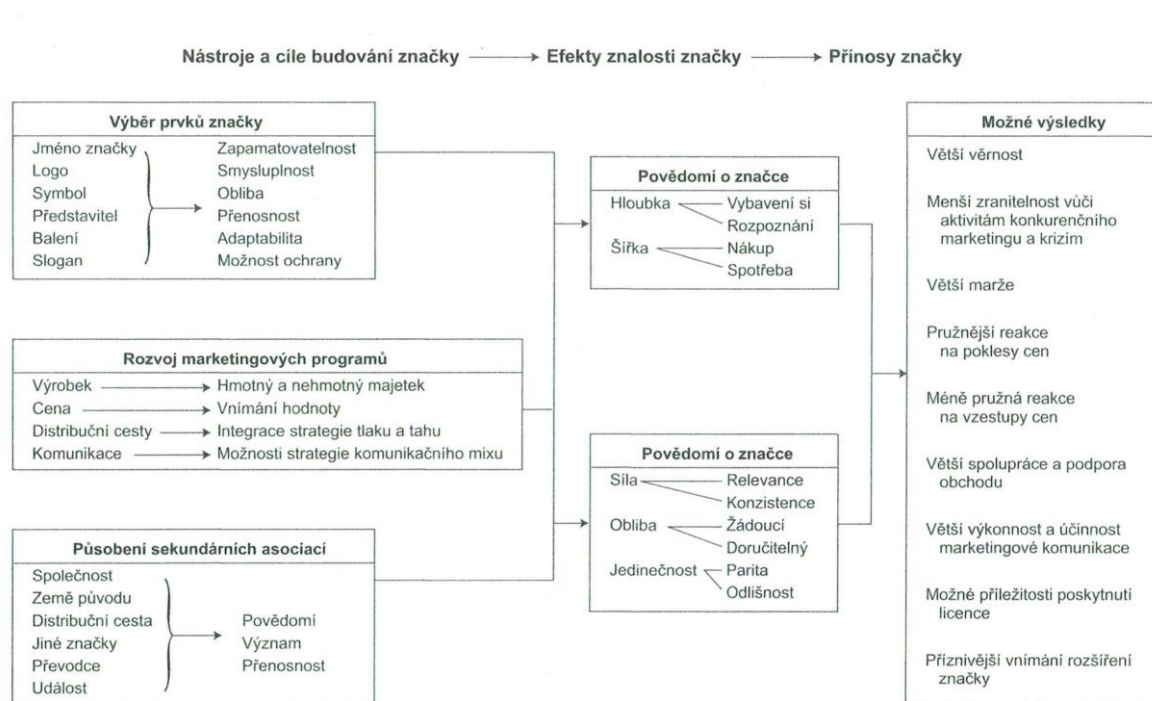 Nástroje a cíle budování značky Efekty znalosti značky Přínosy značky
Výběr prvků značky
Jméno značky
Logo
Symbol
Představitel
Balení
Slogan
Zapamatovatelnost
Smysluplnost
Obliba
Přenosnost
Adaptabilita
Možnost ochrany
Rozvoj marketingových programů
Výrobek Hmotný a nehmotný majetek
Cena Vnímání hodnoty
Distribuční cesty Integrace strategie tlaku a tahu
Komunikace Možnosti strategie komunikačního mixu
Působení sekundárních asociací
Společnost
Země původu
Distribuční cesta
Jiné značky
Převodce
Událost
Povědomí
Význam
Přenosnost
Povědomí o značce
Hloubka Vybavení si
Rozpoznání
Šířka Nákup
Spotřeba
Povědomí o značce
Síla Relevance
Konzistence
Obliba Žádoucí
Doručitelný
Jedinečnost Parita
Odlišnost
Možné výsledky
Větší věrnost
Menší zranitelnost vůči
aktivitám konkurenčního
marketingu a krizím
Větší marže
Pružnější reakce
na poklesy cen
Méně pružná reakce
na vzestupy cen
Větší spolupráce a podpora
obchodu
Větší výkonnost a účinnost
marketingové komunikace
Možné příležitosti poskytnutí
licence
Příznivější vnímání rozšíření
značky